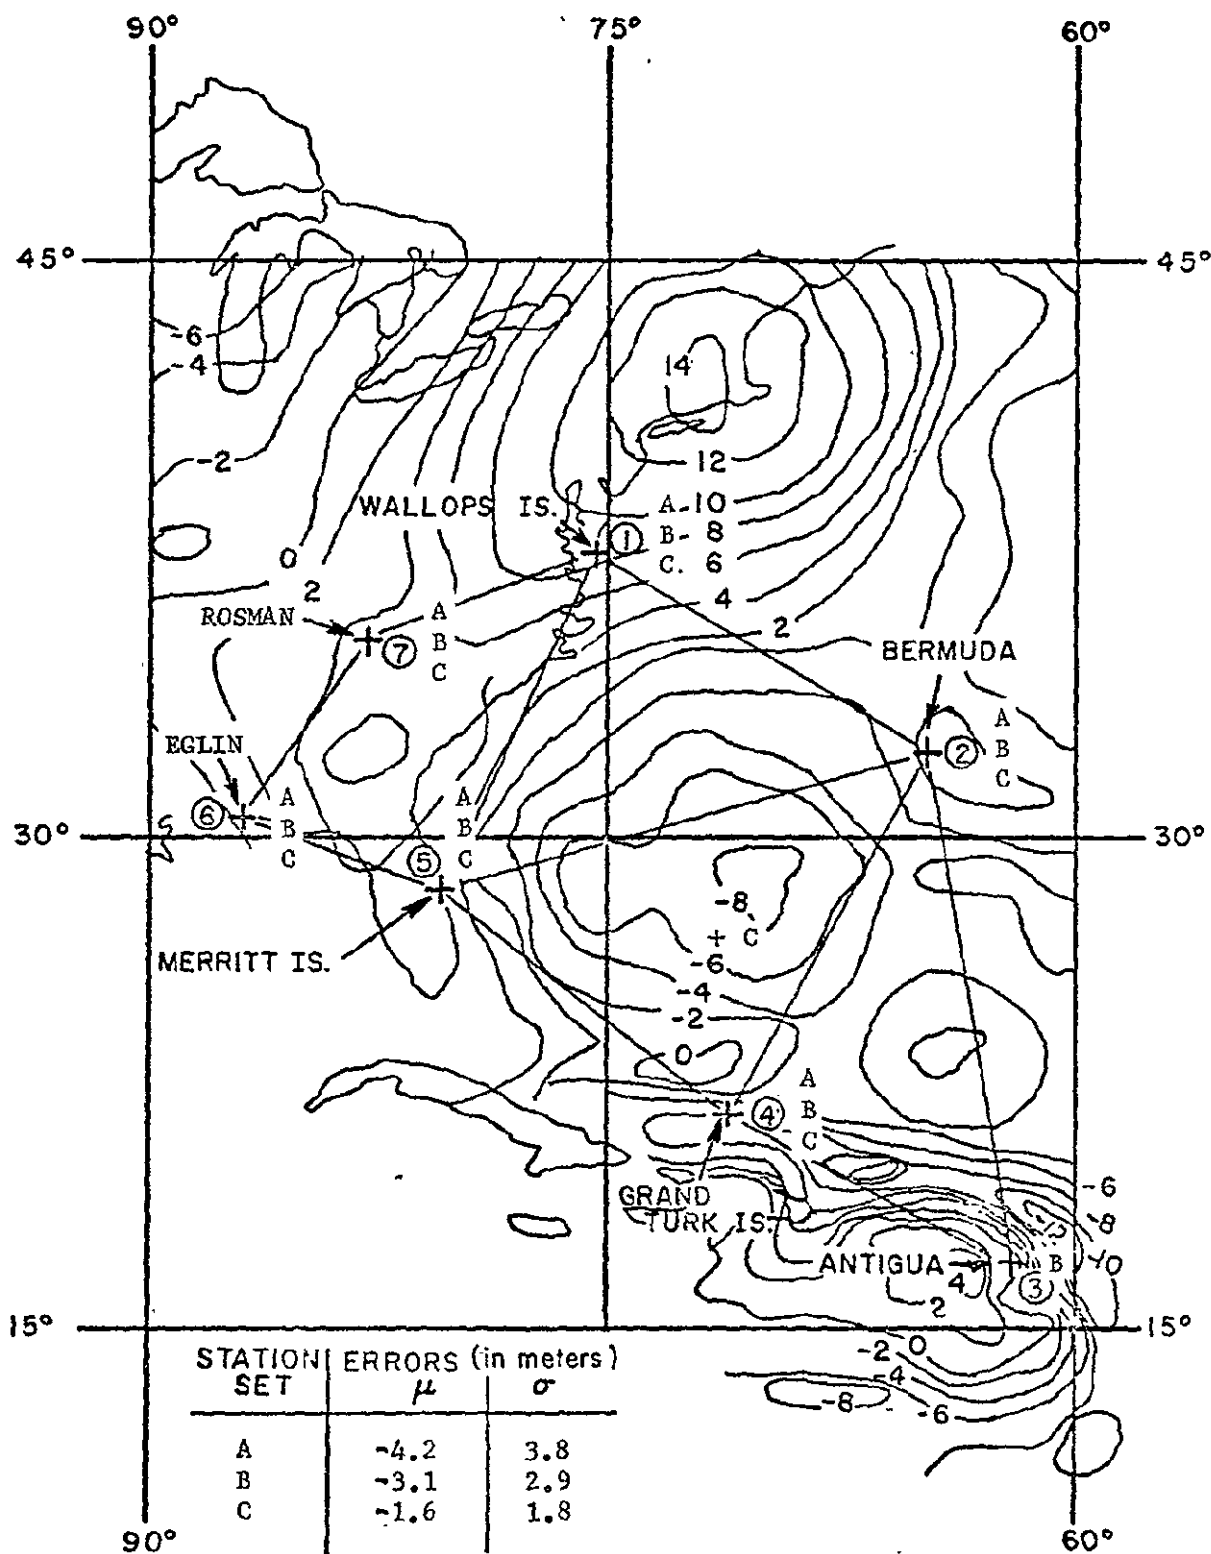 90° 75° 60°
45° 45°
-6
-4
14
-2
12
WALLOPS IS.
A 10
① B 8
C. 6
0
2
4
ROSMAN
A
2
⑦ B
BERMUDA
C
A
② B
C
EGLIN
A A
⑥ B B
30° 30°
C ⑤ C
-8
+ C
MERRITT IS.
-6
-4
-2
0
A
④ B
C
-6
GRAND
TURK IS.
-8
ANTIGUA
B
-10
4
③
2
15° 15°
0
-2
-4
-8 -6
STATION ERRORS (in meters)
SET μ σ
A -4.2 3.8
B -3.1 2.9
C -1.6 1.8
90° 60°